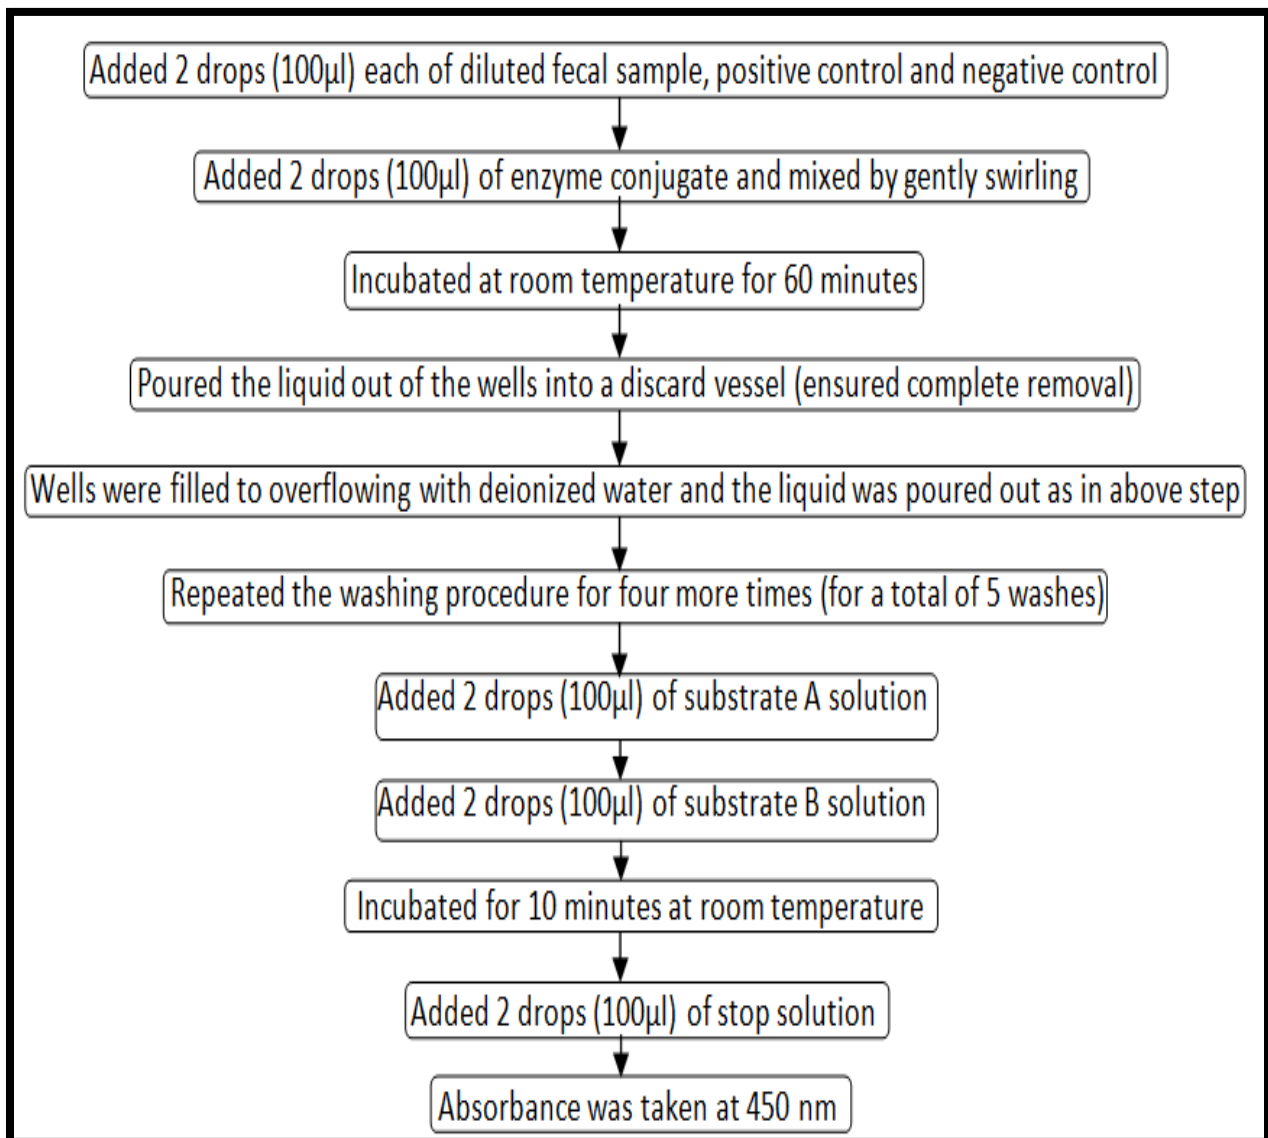 Added 2 drops (100µl) each of diluted fecal sample, positive control and negative control
Added 2 drops (100µl) of enzyme conjugate and mixed by gently swirling
Incubated at room temperature for 60 minutes
Poured the liquid out of the wells into a discard vessel (ensured complete removal)
Wells were filled to overflowing with deionized water and the liquid was poured out as in above step
Repeated the washing procedure for four more times (for a total of 5 washes)
Added 2 drops (100µl) of substrate A solution
Added 2 drops (100µl) of substrate B solution
Incubated for 10 minutes at room temperature
Added 2 drops (100µl) of stop solution
Absorbance was taken at 450 nm